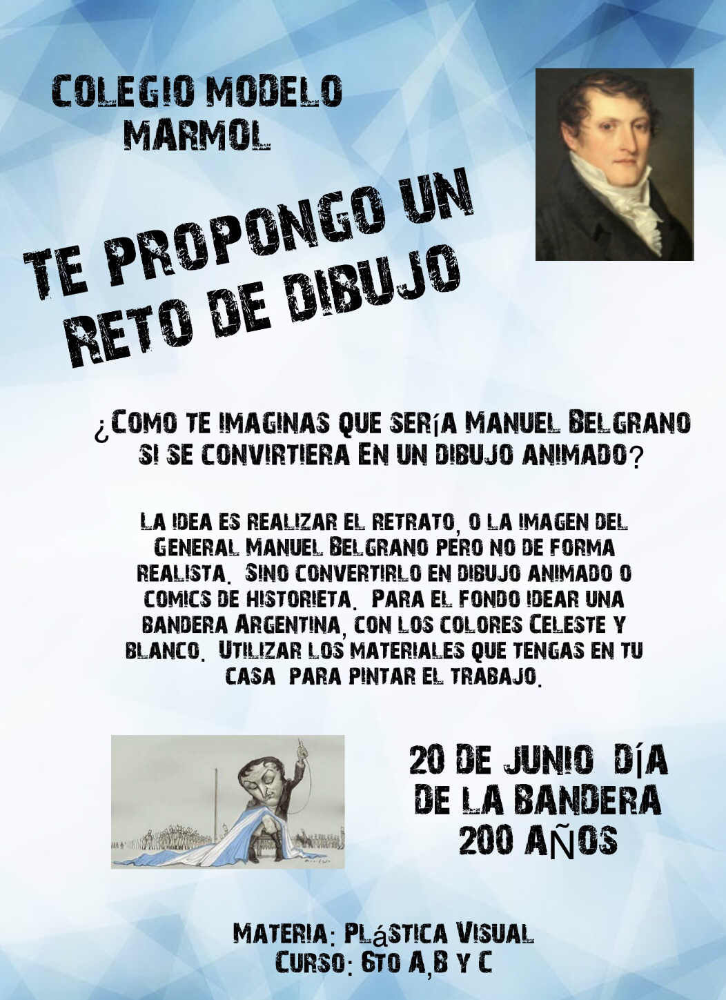 COLEGIO MODELO
MARMOL
TE PROPONGO UN
RETO DE DIBUJO
¿COMO TE IMAGINAS QUE SERÍA MANUEL BELGRANO
SI SE CONVIRTIERA EN UN DIBUJO ANIMADO?
LA IDEA ES REALIZAR EL RETRATO, O LA IMAGEN DEL
GENERAL MANUEL BELGRANO PERO NO DE FORMA
REALISTA. SINO CONVERTIRLO EN DIBUJO ANIMADO O
COMICS DE HISTORIETA. PARA EL FONDO IDEAR UNA
BANDERA ARGENTINA, CON LOS COLORES CELESTE Y
BLANCO. UTILIZAR LOS MATERIALES QUE TENGAS EN TU
CASA PARA PINTAR EL TRABAJO.
20 DE JUNIO DÍA
DE LA BANDERA
200 AÑOS
MATERIA: PLáSTICA VISUAL
CURSO: 6TO A,B Y C